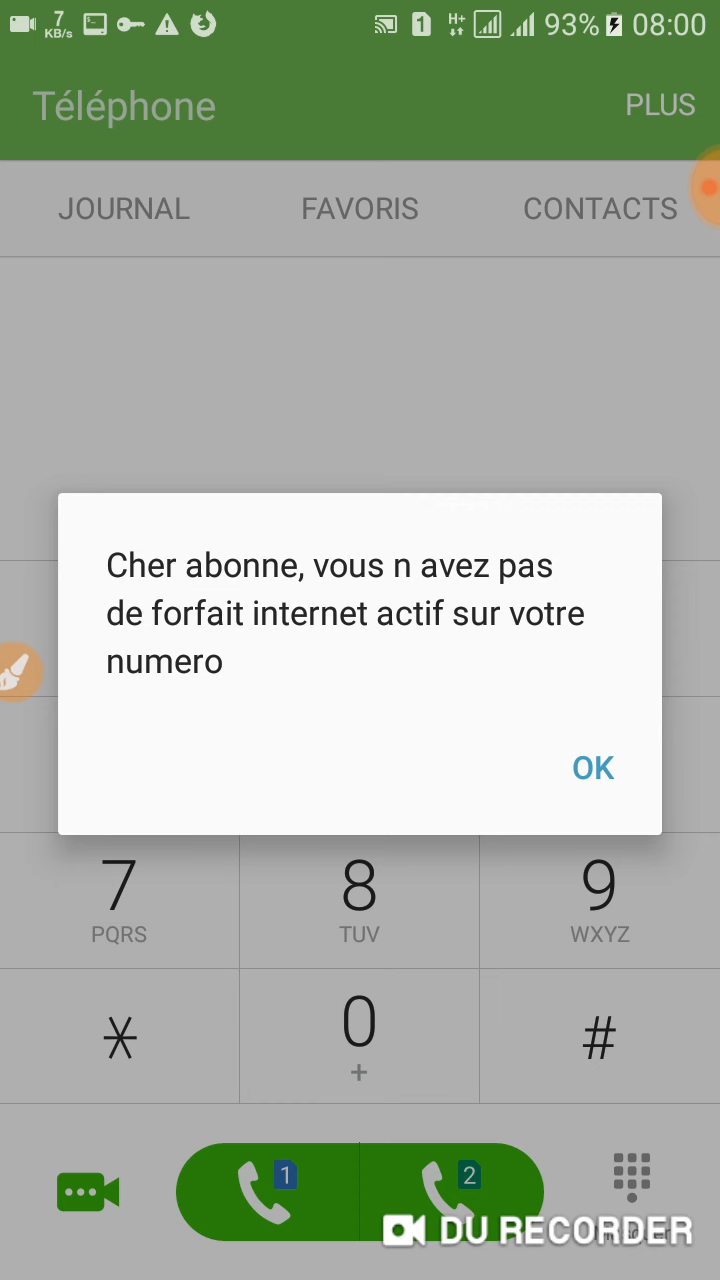 7
KB/s
1
H+
93%
08:00
Téléphone
PLUS
JOURNAL
FAVORIS
CONTACTS
Cher abonne, vous n avez pas
de forfait internet actif sur votre
numero
OK
7
8
9
PQRS
TUV
WXYZ
*
0
#
+
1
2
DU RECORDER